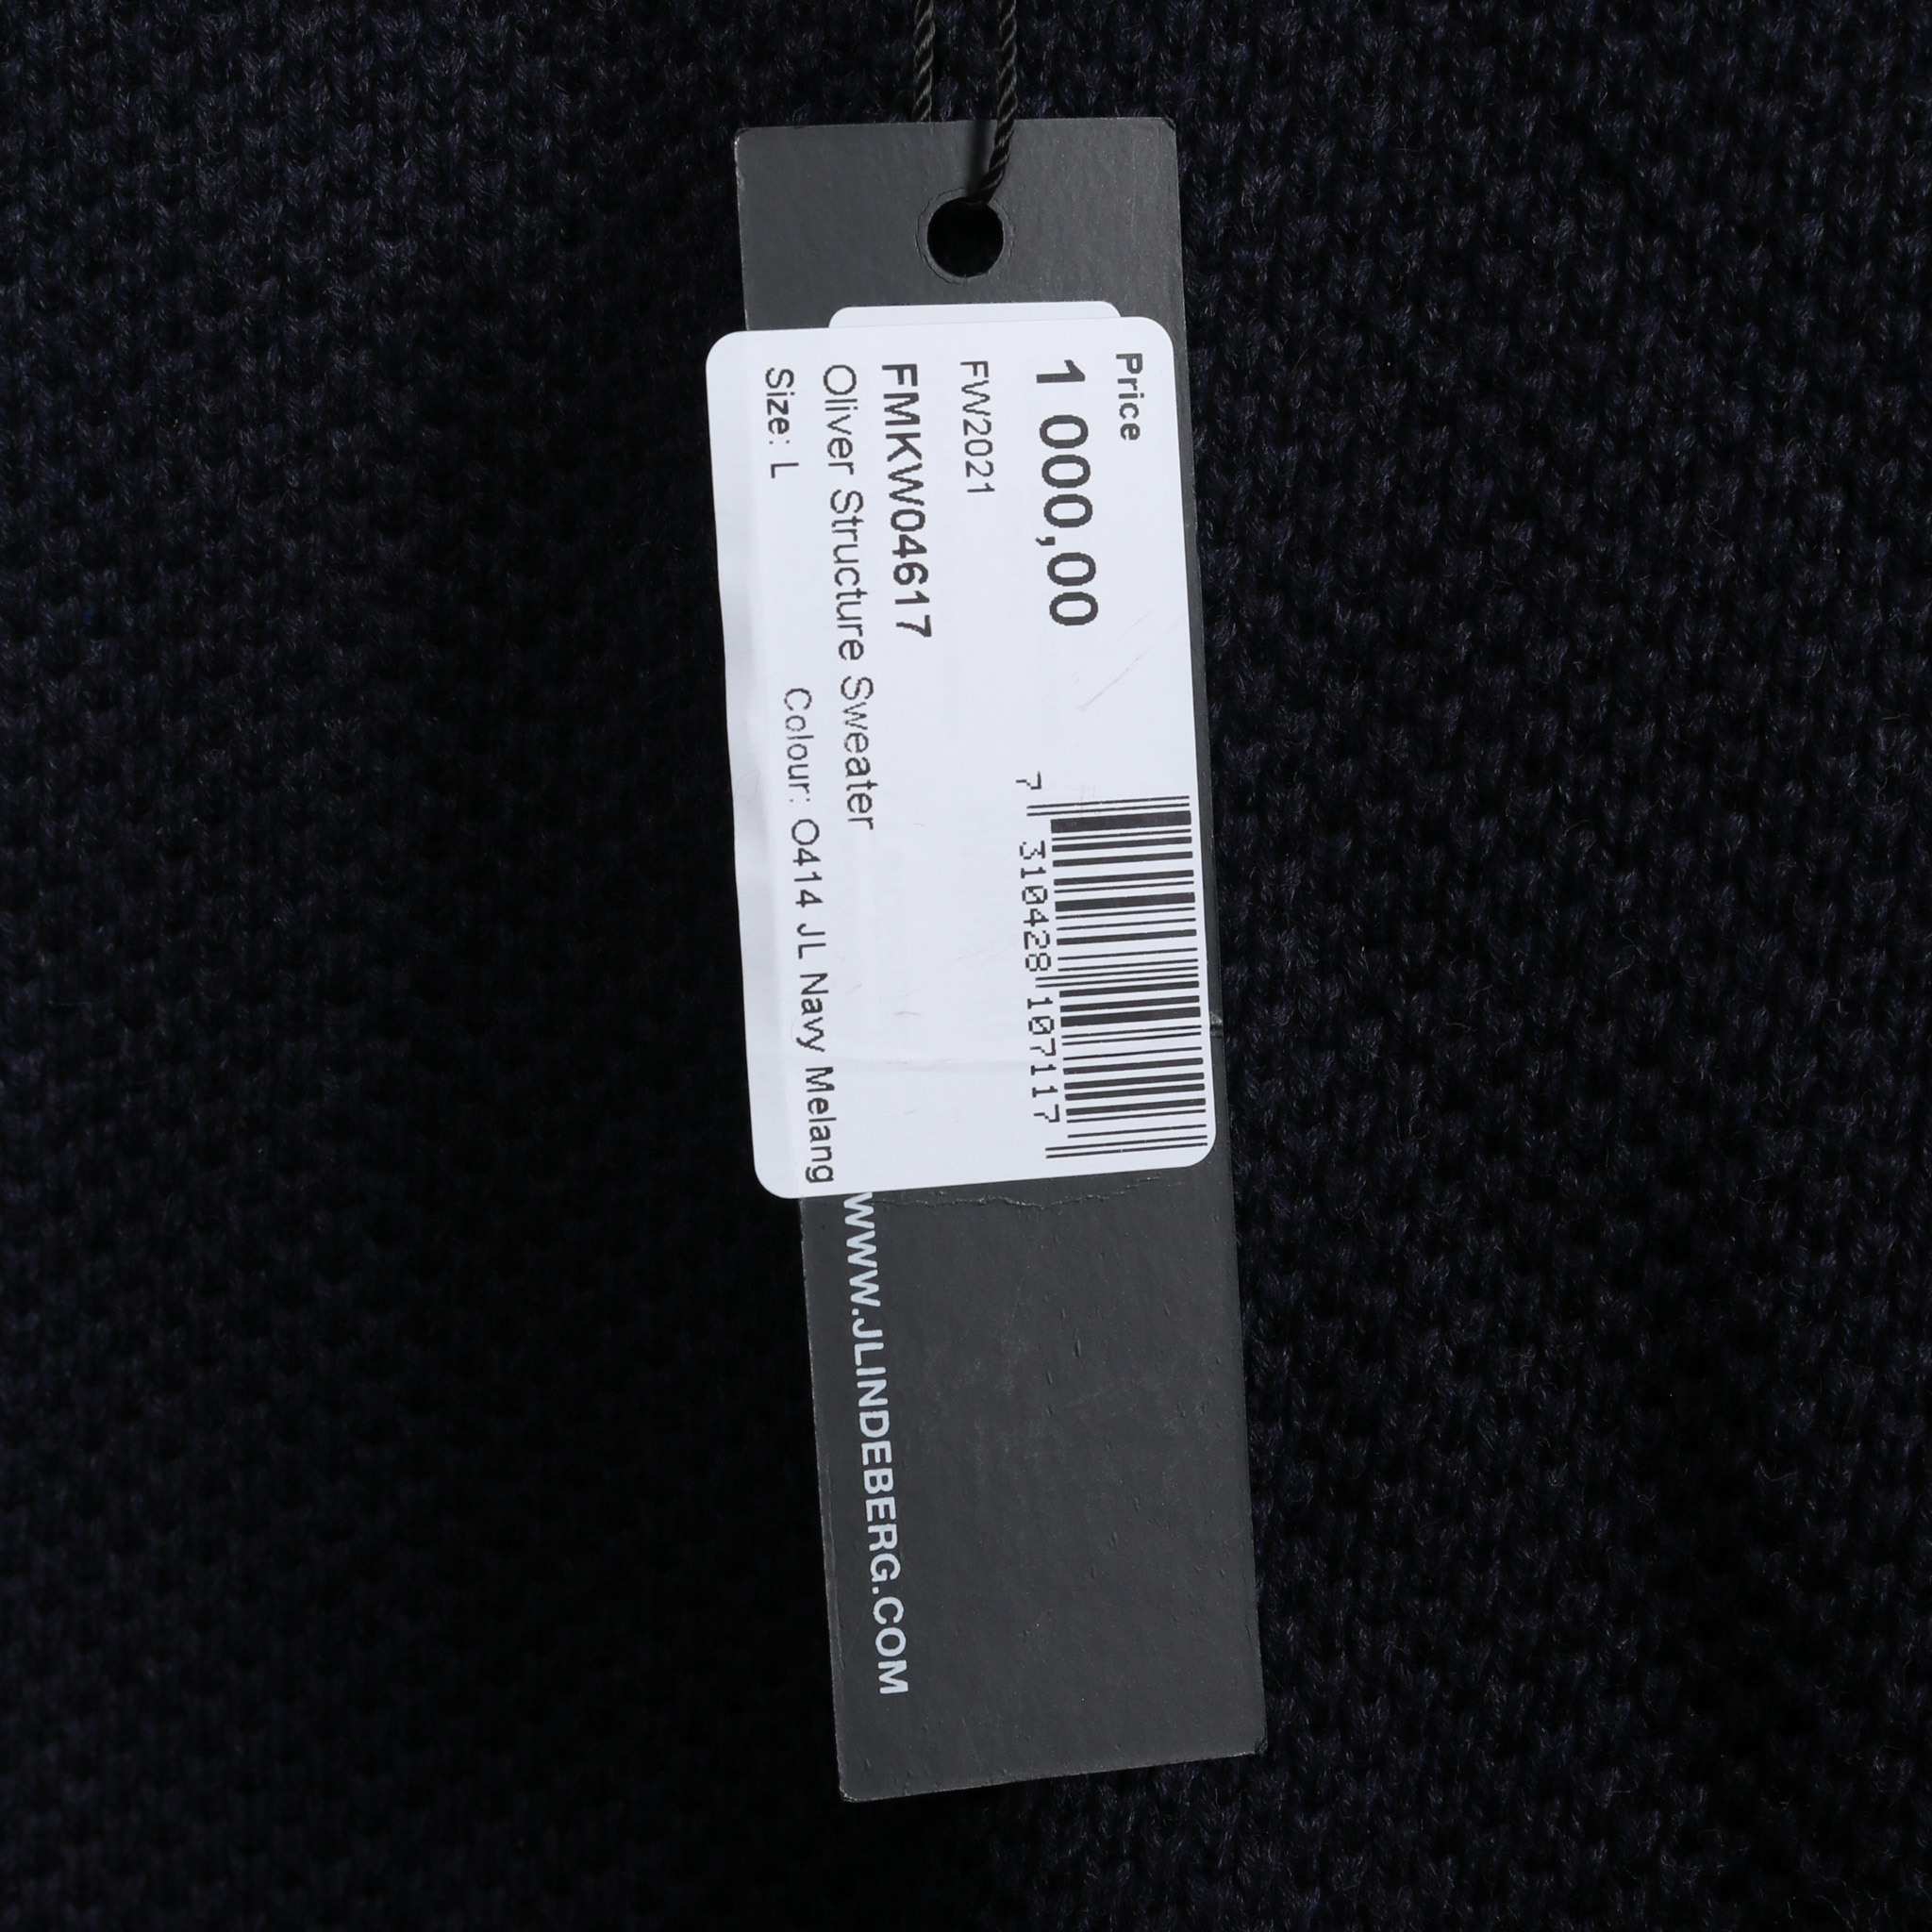 Price
1 000,00
7 310428 107117
FW2021
FMKW04617
Oliver Structure Sweater
Size: L Colour: O414 JL Navy Melang
WWW.JLINDEBERG.COM